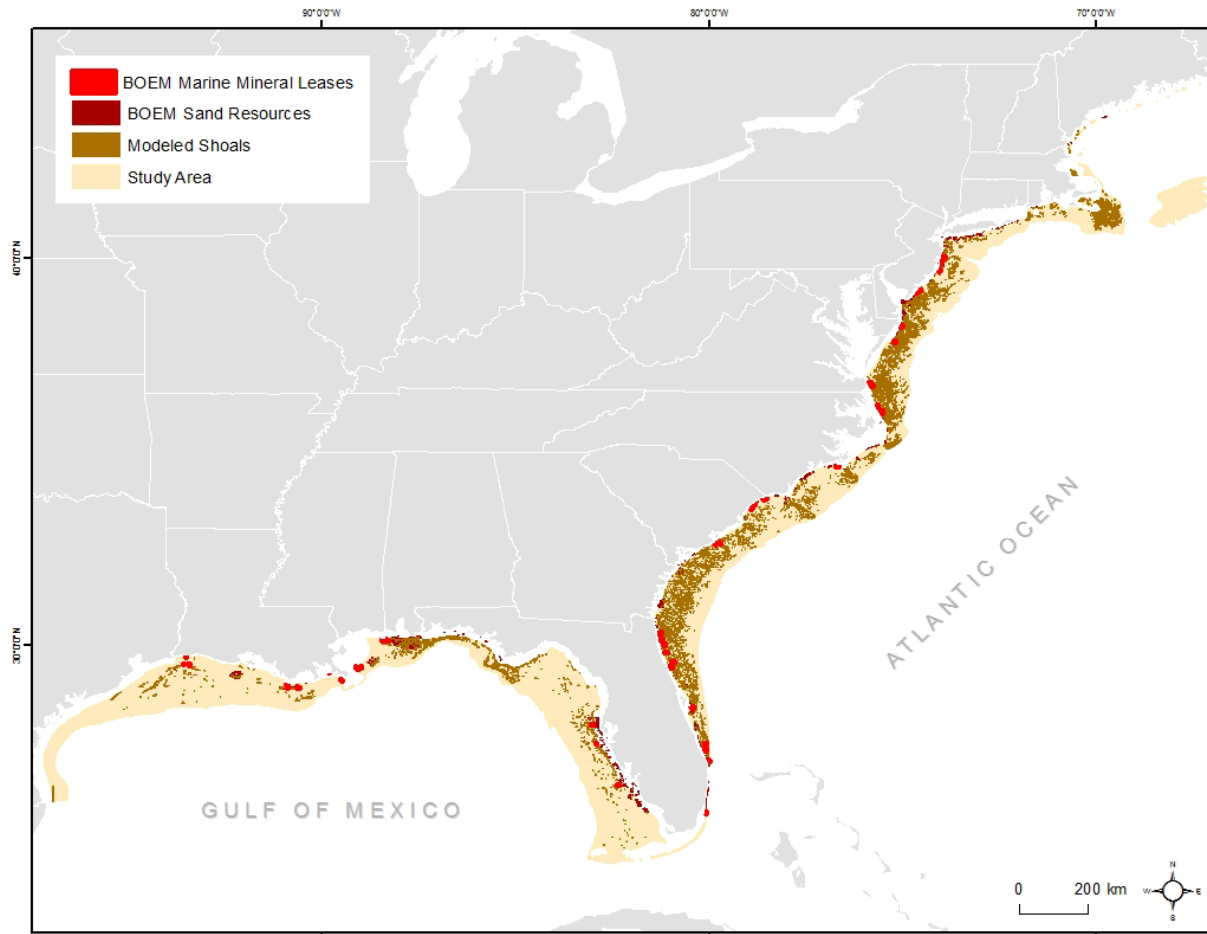 90°0'0"W
80°0'0"W
70°0'0"W
BOEM Marine Mineral Leases
BOEM Sand Resources
Modeled Shoals
Study Area
40°0'0"N
30°0'0"N
ATLANTIC OCEAN
GULF OF MEXICO
0 200 km
N
W E
S